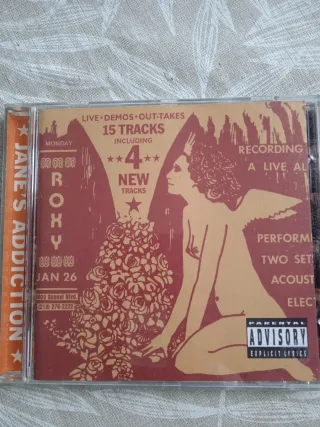 LIVE • DEMOS • OUT-TAKES
15 TRACKS
INCLUDING
4
NEW
TRACKS
MONDAY
ROXY
JAN 26
RECORDING
A LIVE AL
PERFORM
TWO SET
ACOUST
ELEC
PARENTAL
ADVISORY
EXPLICIT LYRICS
JANE'S ADDICTION